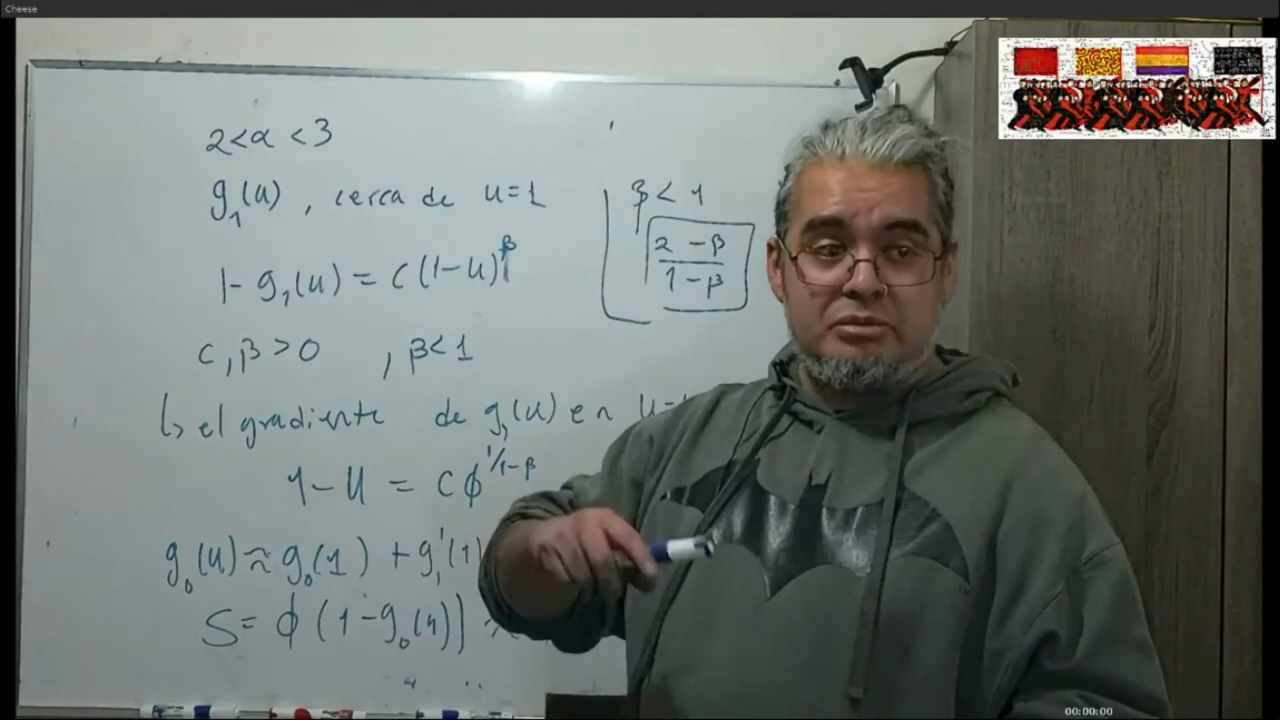 Cheese
2<α<3
g₁(u) , cerca de u=1
1-g₁(u) = c(1-u)^β
c,β>0 , β<1
↳ el gradiente de g₁(u) en u=
1-u = cϕ^1/1-β
g₀(u)≈g₀(1) +g₁'(1)
S= ϕ(1-g₀(u))
β<1
2-β
1-β
00:00:00